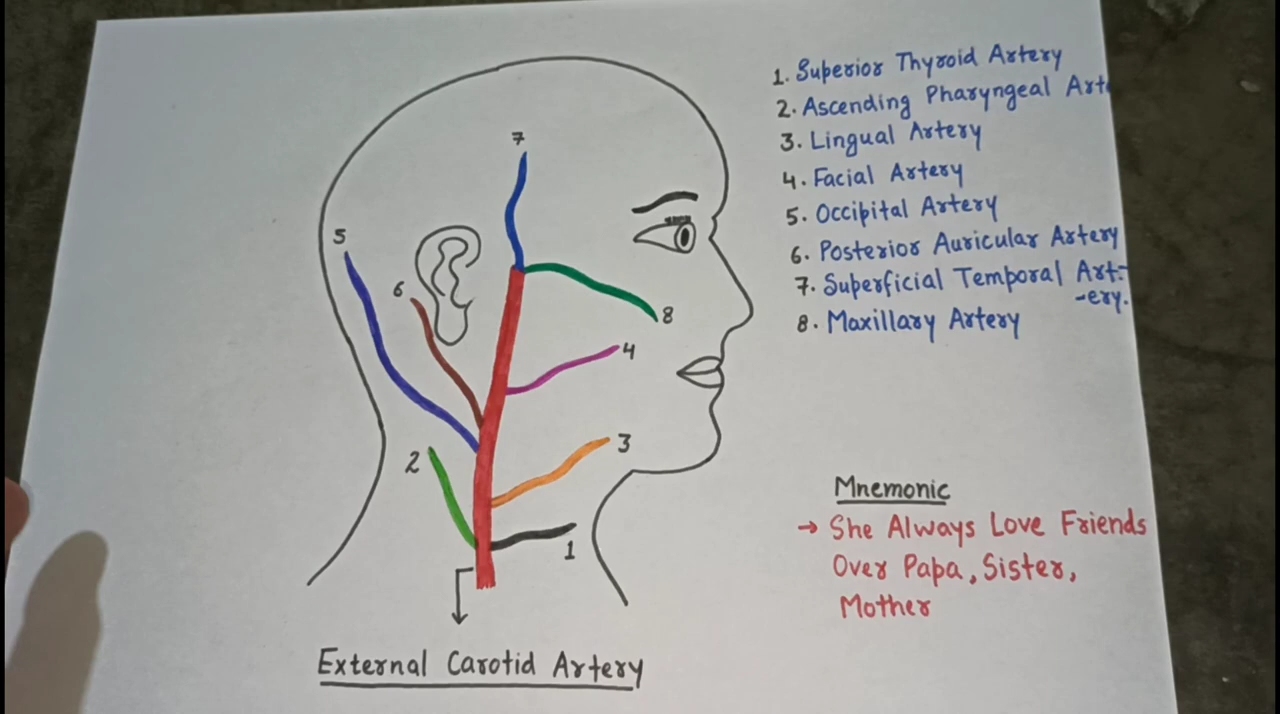 1. Superior Thyroid Artery
2. Ascending Pharyngeal Arte
3. Lingual Artery
4. Facial Artery
5. Occipital Artery
6. Posterior Auricular Artery
7. Superficial Temporal Art-
-ery.
8. Maxillary Artery
7
5
6
8
4
2
3
1
Mnemonic
→ She Always Love Friends
Over Papa, Sister,
Mother
External Carotid Artery